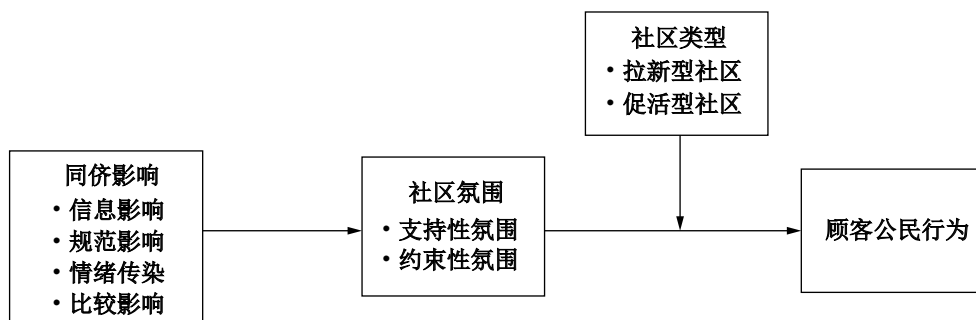 社区类型
·拉新型社区
·促活型社区
同侪影响
·信息影响
·规范影响
·情绪传染
·比较影响
社区氛围
·支持性氛围
·约束性氛围
顾客公民行为